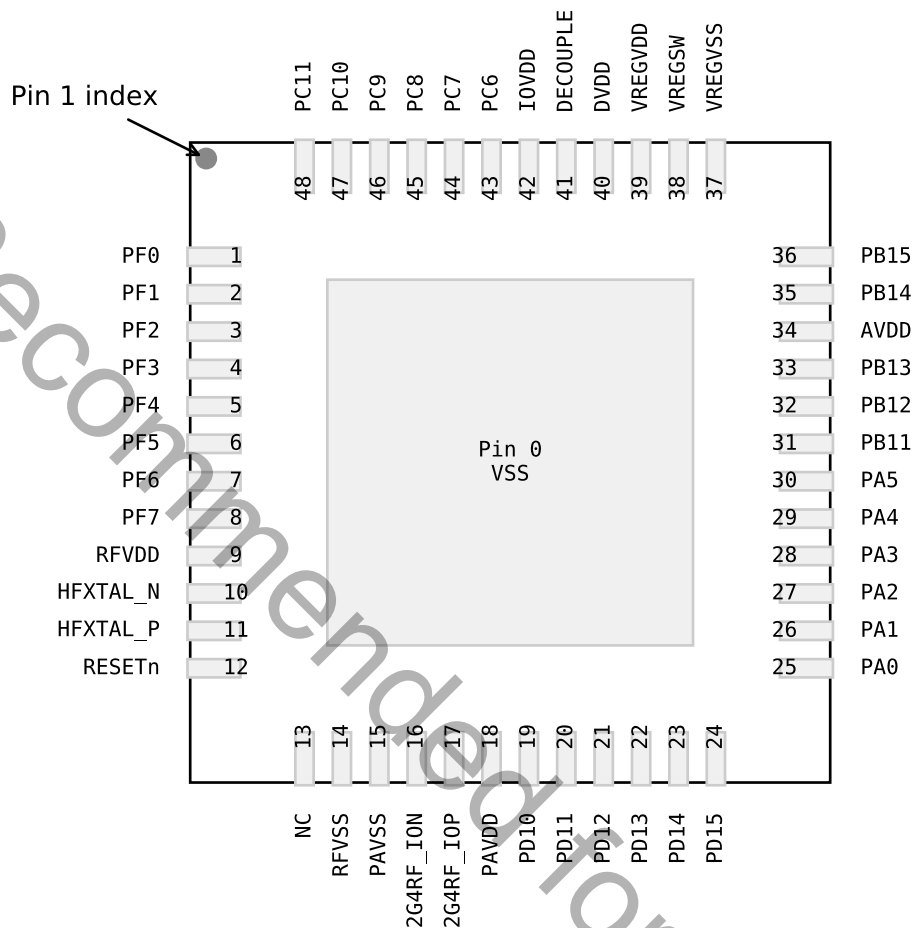 Pin 1 index
PC11
PC10
PC9
PC8
PC7
PC6
IOVDD
DECOUPLE
DVDD
VREGVDD
VREGSW
VREGVSS
48
47
46
45
44
43
42
41
40
39
38
37
PF0 1
PF1 2
PF2 3
PF3 4
PF4 5
PF5 6
PF6 7
PF7 8
RFVDD 9
HFXTAL_N 10
HFXTAL_P 11
RESETn 12
Pin 0
VSS
36 PB15
35 PB14
34 AVDD
33 PB13
32 PB12
31 PB11
30 PA5
29 PA4
28 PA3
27 PA2
26 PA1
25 PA0
13
14
15
16
17
18
19
20
21
22
23
24
NC
RFVSS
PAVSS
2G4RF_ION
2G4RF_IOP
PAVDD
PD10
PD11
PD12
PD13
PD14
PD15
ecommended for